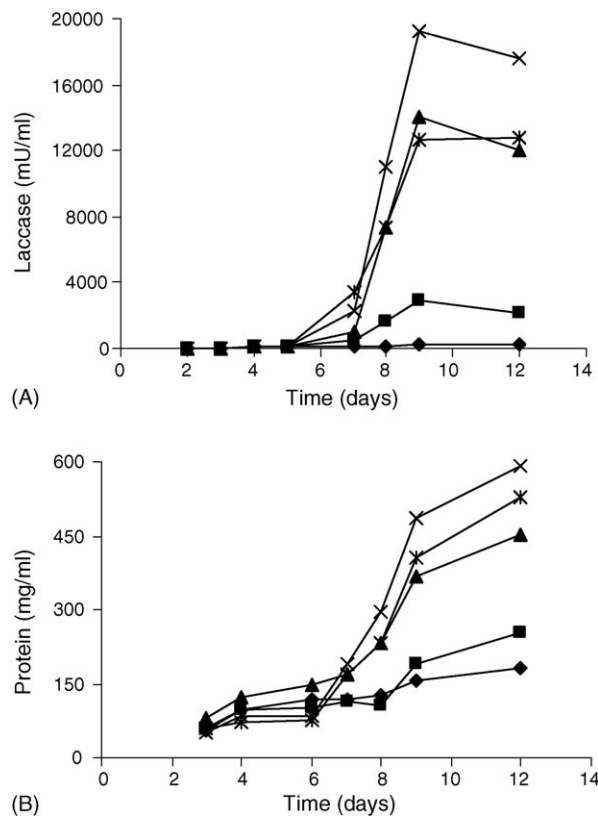 20000
16000
12000
8000
4000
0
Laccase (mU/ml)
0 2 4 6 8 10 12 14
Time (days)
(A)
600
450
300
150
0
Protein (mg/ml)
0 2 4 6 8 10 12 14
Time (days)
(B)